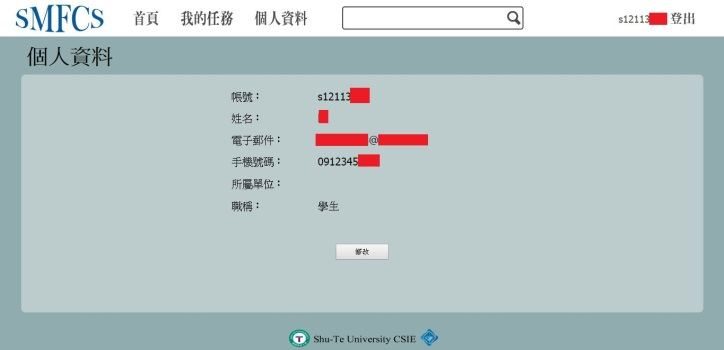 SMFCS 首頁 我的任務 個人資料 s12113 登出
個人資料
帳號： s12113
姓名：
電子郵件： @
手機號碼： 0912345
所屬單位：
職稱： 學生
修改
Shu-Te University CSIE